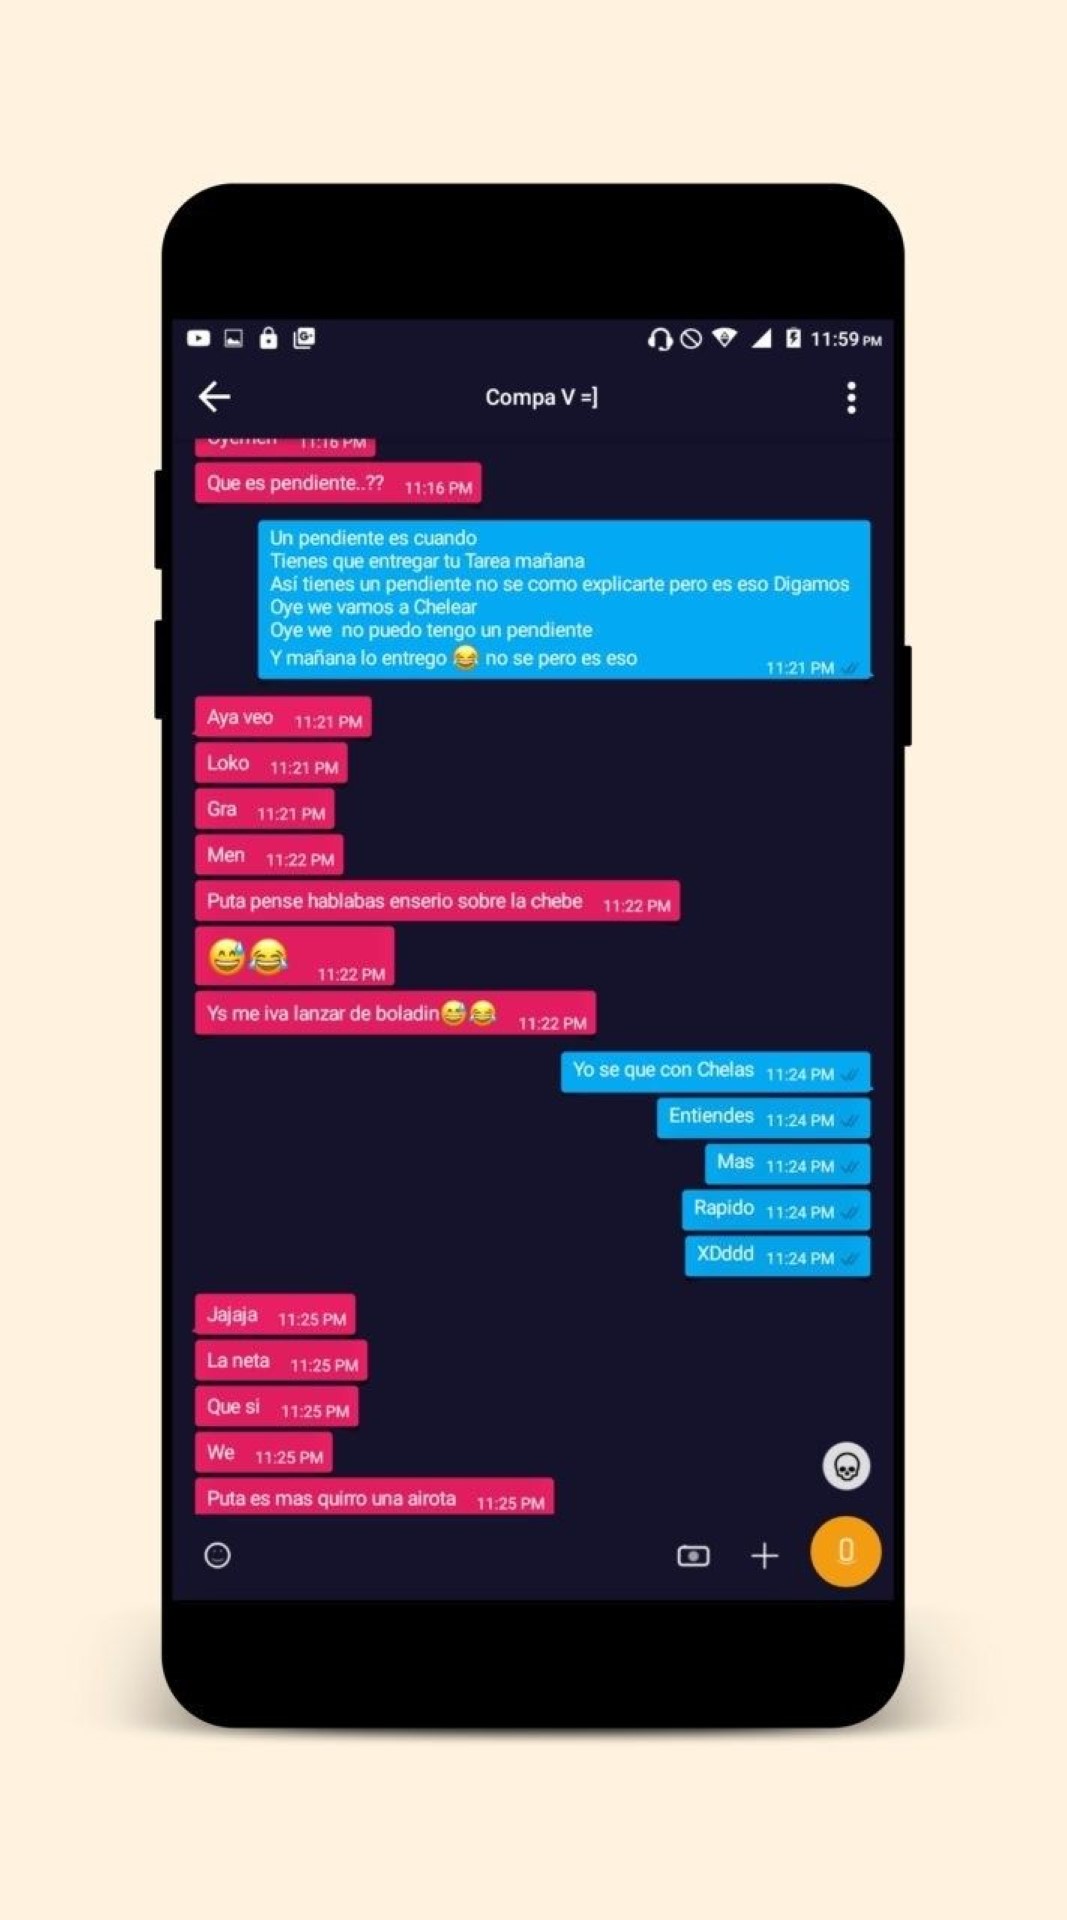 11:59 PM
Compa V =]
Oyemen 11:16 PM
Que es pendiente..?? 11:16 PM
Un pendiente es cuando
Tienes que entregar tu Tarea mañana
Así tienes un pendiente no se como explicarte pero es eso Digamos
Oye we vamos a Chelear
Oye we no puedo tengo un pendiente
Y mañana lo entrego 😂 no se pero es eso 11:21 PM
Aya veo 11:21 PM
Loko 11:21 PM
Gra 11:21 PM
Men 11:22 PM
Puta pense hablabas enserio sobre la chebe 11:22 PM
😅😂 11:22 PM
Ys me iva lanzar de boladin😅😂 11:22 PM
Yo se que con Chelas 11:24 PM
Entiendes 11:24 PM
Mas 11:24 PM
Rapido 11:24 PM
XDddd 11:24 PM
Jajaja 11:25 PM
La neta 11:25 PM
Que si 11:25 PM
We 11:25 PM
Puta es mas quirro una airota 11:25 PM